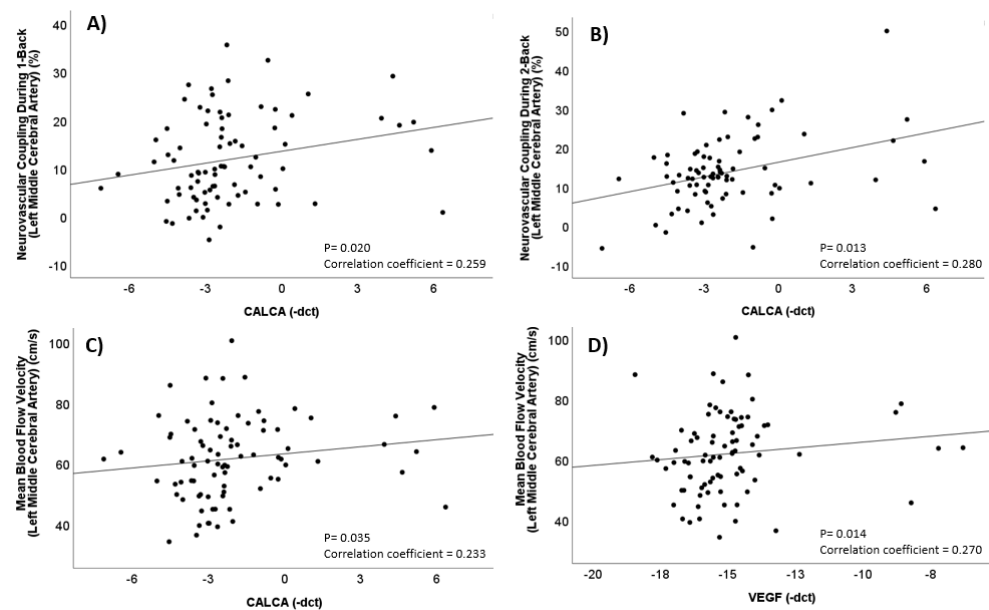 A)
Neurovascular Coupling During 1-Back
(Left Middle Cerebral Artery) (%)
40
30
20
10
0
-10
P= 0.020
Correlation coefficient = 0.259
-6
-3
0
3
6
CALCA (-dct)
B)
Neurovascular Coupling During 2-Back
(Left Middle Cerebral Artery) (%)
50
40
30
20
10
0
-10
P= 0.013
Correlation coefficient = 0.280
-6
-3
0
3
6
CALCA (-dct)
C)
Mean Blood Flow Velocity
(Left Middle Cerebral Artery) (cm/s)
100
80
60
40
P= 0.035
Correlation coefficient = 0.233
-6
-3
0
3
6
CALCA (-dct)
D)
Mean Blood Flow Velocity
(Left Middle Cerebral Artery) (cm/s)
100
80
60
40
P= 0.014
Correlation coefficient = 0.270
-20
-18
-15
-13
-10
-8
VEGF (-dct)